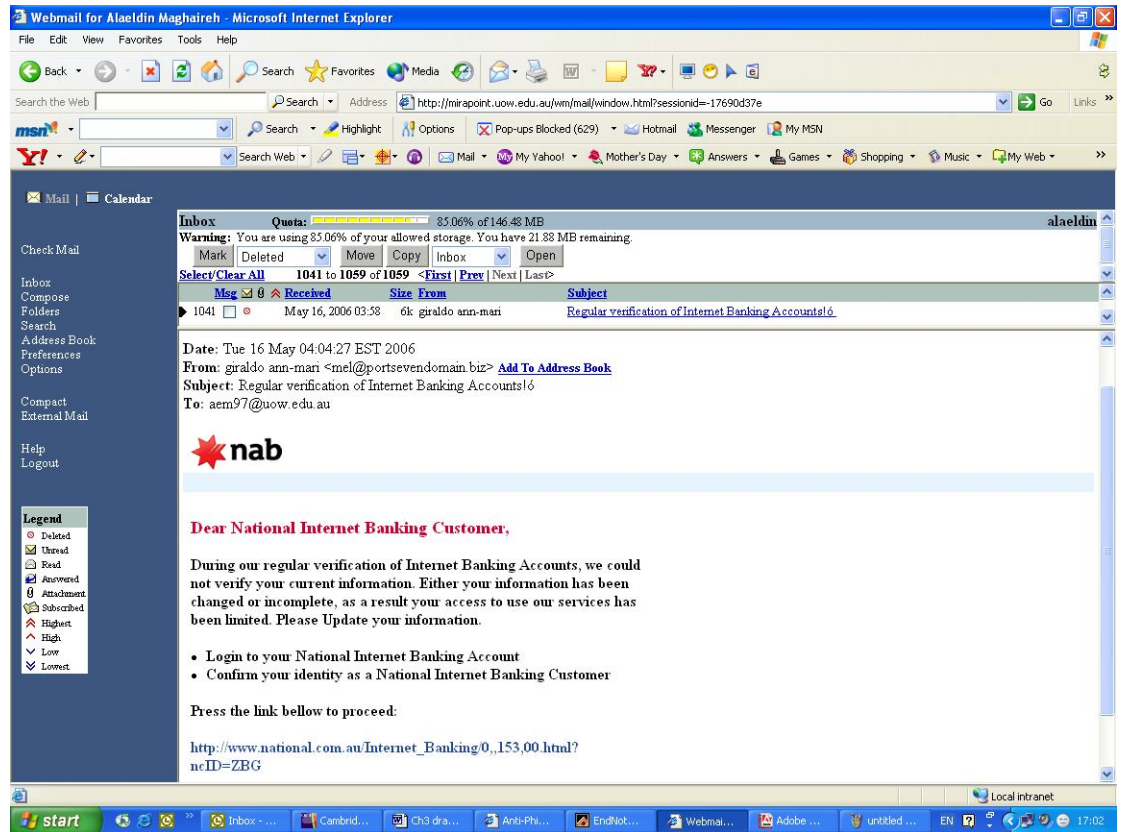 Webmail for Alaeldin Maghaireh - Microsoft Internet Explorer
File Edit View Favorites Tools Help
Back Search Favorites Media
Search the Web Search Address http://mirapoint.uow.edu.au/wm/mail/window.html?sessionid=-17690d37e Go Links »
msn Search Highlight Options Pop-ups Blocked (629) Hotmail Messenger My MSN
Y! Search Web Mail My Yahoo! Mother's Day Answers Games Shopping Music My Web »
Mail | Calendar
Inbox Quota: 85.06% of 146.48 MB alaeldin
Warning: You are using 85.06% of your allowed storage. You have 21.88 MB remaining.
Mark Deleted Move Copy Inbox Open
Select/Clear All 1041 to 1059 of 1059 <First | Prev | Next | Last>
Msg Received Size From Subject
1041 May 16, 2006 03:58 6k giraldo ann-mari Regular verification of Internet Banking Accounts!ó
Check Mail
Inbox
Compose
Folders
Search
Address Book
Preferences
Options
Compact
External Mail
Help
Logout
Legend
Deleted
Unread
Read
Answered
Attachment
Subscribed
Highest
High
Low
Lowest
Date: Tue 16 May 04:04:27 EST 2006
From: giraldo ann-mari <mel@portsevendomain.biz> Add To Address Book
Subject: Regular verification of Internet Banking Accounts!ó
To: aem97@uow.edu.au
nab
Dear National Internet Banking Customer,
During our regular verification of Internet Banking Accounts, we could
not verify your current information. Either your information has been
changed or incomplete, as a result your access to use our services has
been limited. Please Update your information.
• Login to your National Internet Banking Account
• Confirm your identity as a National Internet Banking Customer
Press the link bellow to proceed:
http://www.national.com.au/Internet_Banking/0,,153,00.html?
ncID=ZBG
Local intranet
start » Inbox - ... Cambrid... Ch3 dra... Anti-Phi... EndNot... Webmai... Adobe ... untitled ... EN 17:02